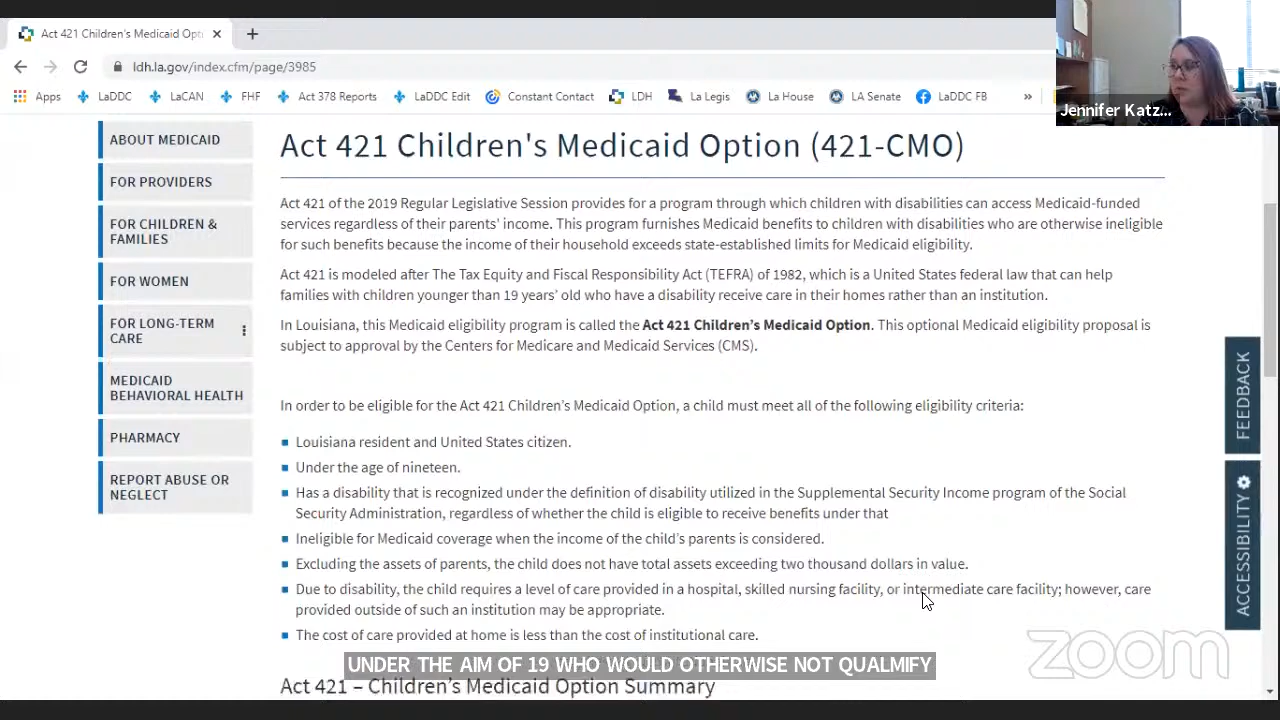 Act 421 Children's Medicaid Opti
ldh.la.gov/index.cfm/page/3985
Apps LaDDC LaCAN FHF Act 378 Reports LaDDC Edit Constant Contact LDH La Legis La House LA Senate LaDDC FB »
Jennifer Katz...
ABOUT MEDICAID
FOR PROVIDERS
FOR CHILDREN &
FAMILIES
FOR WOMEN
FOR LONG-TERM
CARE
MEDICAID
BEHAVIORAL HEALTH
PHARMACY
REPORT ABUSE OR
NEGLECT
Act 421 Children's Medicaid Option (421-CMO)
Act 421 of the 2019 Regular Legislative Session provides for a program through which children with disabilities can access Medicaid-funded
services regardless of their parents' income. This program furnishes Medicaid benefits to children with disabilities who are otherwise ineligible
for such benefits because the income of their household exceeds state-established limits for Medicaid eligibility.
Act 421 is modeled after The Tax Equity and Fiscal Responsibility Act (TEFRA) of 1982, which is a United States federal law that can help
families with children younger than 19 years' old who have a disability receive care in their homes rather than an institution.
In Louisiana, this Medicaid eligibility program is called the Act 421 Children's Medicaid Option. This optional Medicaid eligibility proposal is
subject to approval by the Centers for Medicare and Medicaid Services (CMS).
In order to be eligible for the Act 421 Children's Medicaid Option, a child must meet all of the following eligibility criteria:
Louisiana resident and United States citizen.
Under the age of nineteen.
Has a disability that is recognized under the definition of disability utilized in the Supplemental Security Income program of the Social
Security Administration, regardless of whether the child is eligible to receive benefits under that
Ineligible for Medicaid coverage when the income of the child's parents is considered.
Excluding the assets of parents, the child does not have total assets exceeding two thousand dollars in value.
Due to disability, the child requires a level of care provided in a hospital, skilled nursing facility, or intermediate care facility; however, care
provided outside of such an institution may be appropriate.
The cost of care provided at home is less than the cost of institutional care.
UNDER THE AIM OF 19 WHO WOULD OTHERWISE NOT QUALMIFY
Act 421 – Children's Medicaid Option Summary
FEEDBACK
ACCESSIBILITY
zoom